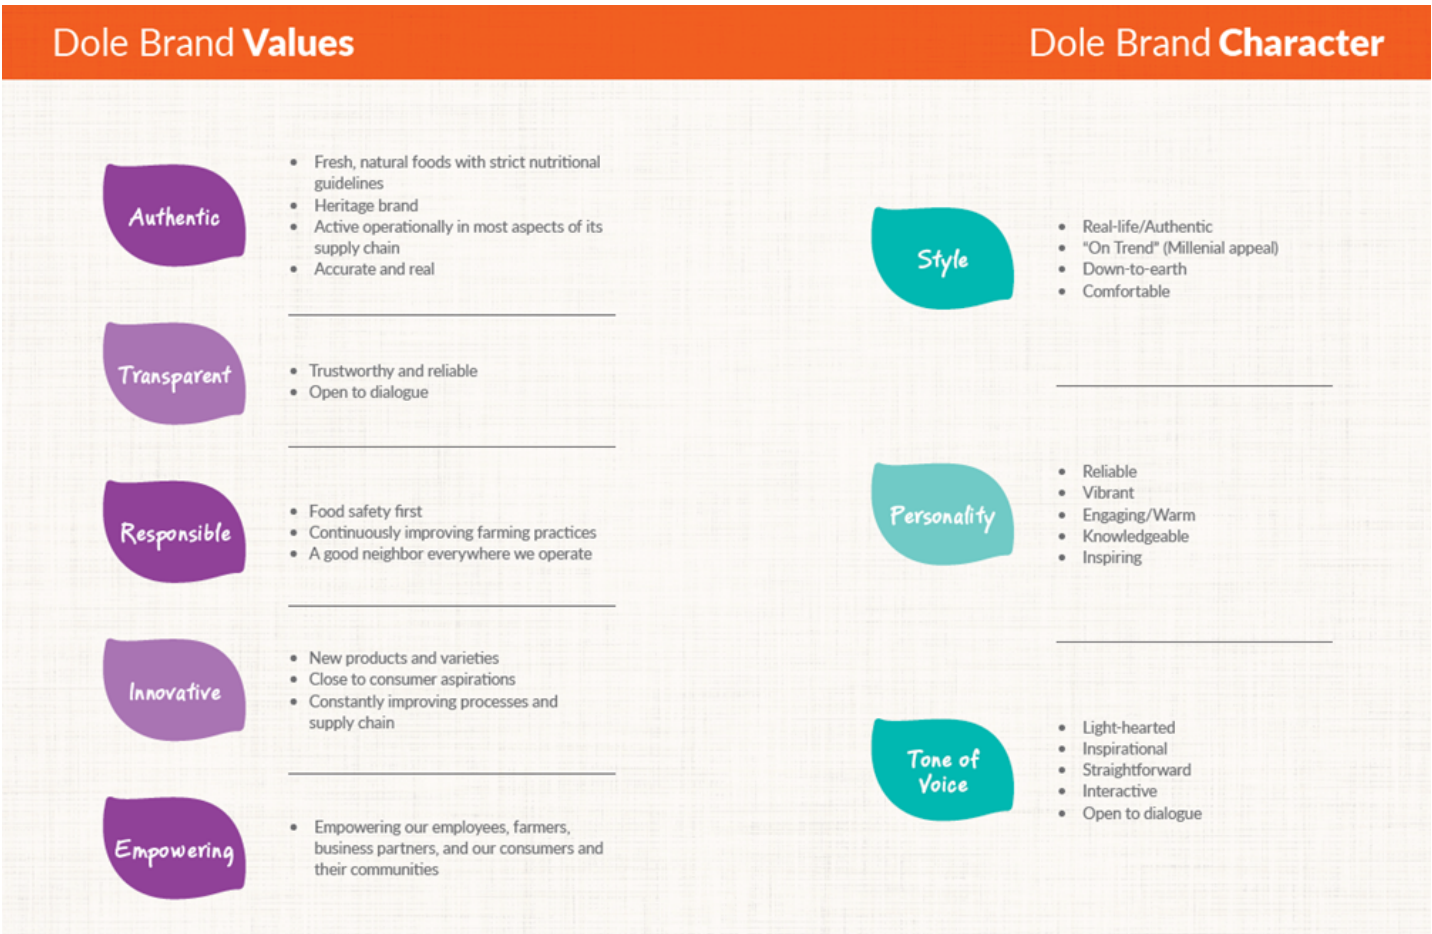 Dole Brand Values
Authentic
• Fresh, natural foods with strict nutritional
guidelines
• Heritage brand
• Active operationally in most aspects of its
supply chain
• Accurate and real
Transparent
• Trustworthy and reliable
• Open to dialogue
Responsible
• Food safety first
• Continuously improving farming practices
• A good neighbor everywhere we operate
Innovative
• New products and varieties
• Close to consumer aspirations
• Constantly improving processes and
supply chain
Empowering
• Empowering our employees, farmers,
business partners, and our consumers and
their communities
Dole Brand Character
Style
• Real-life/Authentic
• “On Trend” (Millenial appeal)
• Down-to-earth
• Comfortable
Personality
• Reliable
• Vibrant
• Engaging/Warm
• Knowledgeable
• Inspiring
Tone of
Voice
• Light-hearted
• Inspirational
• Straightforward
• Interactive
• Open to dialogue